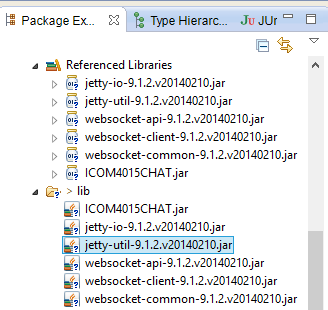 Package Ex... Type Hierarc... Ju JUr
Referenced Libraries
jetty-io-9.1.2.v20140210.jar
jetty-util-9.1.2.v20140210.jar
websocket-api-9.1.2.v20140210.jar
websocket-client-9.1.2.v20140210.jar
websocket-common-9.1.2.v20140210.jar
ICOM4015CHAT.jar
> lib
ICOM4015CHAT.jar
jetty-io-9.1.2.v20140210.jar
jetty-util-9.1.2.v20140210.jar
websocket-api-9.1.2.v20140210.jar
websocket-client-9.1.2.v20140210.jar
websocket-common-9.1.2.v20140210.jar